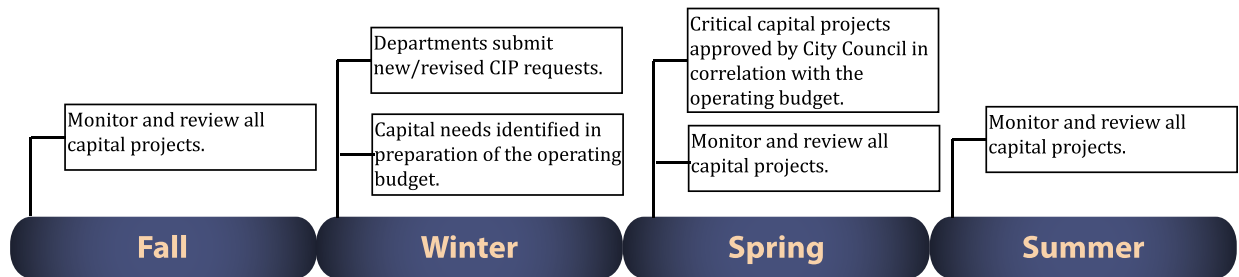 Monitor and review all
capital projects.
Departments submit
new/revised CIP requests.
Capital needs identified in
preparation of the operating
budget.
Critical capital projects
approved by City Council in
correlation with the
operating budget.
Monitor and review all
capital projects.
Monitor and review all
capital projects.
Fall
Winter
Spring
Summer